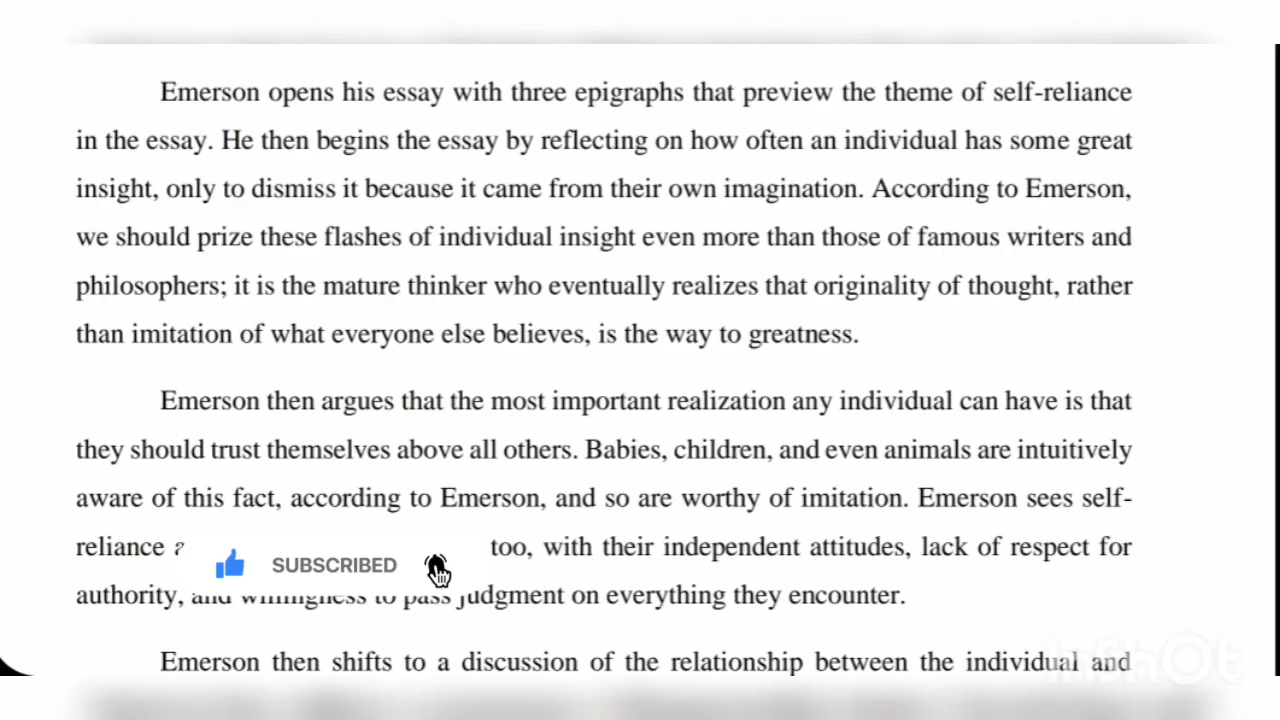 Emerson opens his essay with three epigraphs that preview the theme of self-reliance
in the essay. He then begins the essay by reflecting on how often an individual has some great
insight, only to dismiss it because it came from their own imagination. According to Emerson,
we should prize these flashes of individual insight even more than those of famous writers and
philosophers; it is the mature thinker who eventually realizes that originality of thought, rather
than imitation of what everyone else believes, is the way to greatness.
Emerson then argues that the most important realization any individual can have is that
they should trust themselves above all others. Babies, children, and even animals are intuitively
aware of this fact, according to Emerson, and so are worthy of imitation. Emerson sees self-
reliance too, with their independent attitudes, lack of respect for
SUBSCRIBED
authority, and willingness to pass judgment on everything they encounter.
Emerson then shifts to a discussion of the relationship between the individual and
InShOt